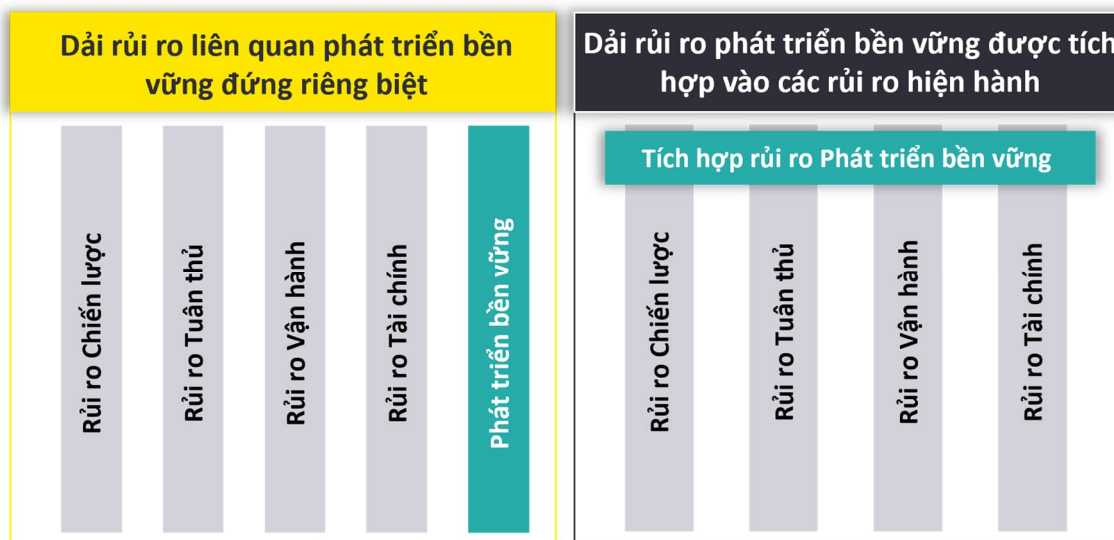 Dải rủi ro liên quan phát triển bền
vững đứng riêng biệt
Rủi ro Chiến lược
Rủi ro Tuân thủ
Rủi ro Vận hành
Rủi ro Tài chính
Phát triển bền vững
Dải rủi ro phát triển bền vững được tích
hợp vào các rủi ro hiện hành
Tích hợp rủi ro Phát triển bền vững
Rủi ro Chiến lược
Rủi ro Tuân thủ
Rủi ro Vận hành
Rủi ro Tài chính